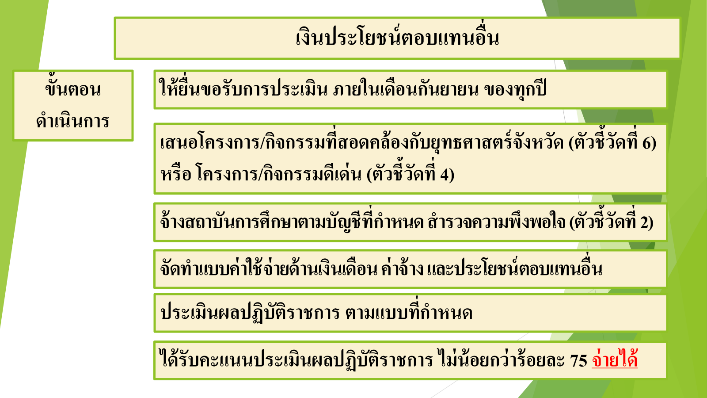 เงินประโยชน์ตอบแทนอื่น
ขั้นตอน
ดำเนินการ
ให้ยื่นขอรับการประเมิน ภายในเดือนกันยายน ของทุกปี
เสนอโครงการ/กิจกรรมที่สอดคล้องกับยุทธศาสตร์จังหวัด (ตัวชี้วัดที่ 6)
หรือ โครงการ/กิจกรรมดีเด่น (ตัวชี้วัดที่ 4)
จ้างสถาบันการศึกษาตามบัญชีที่กำหนด สำรวจความพึงพอใจ (ตัวชี้วัดที่ 2)
จัดทำแบบค่าใช้จ่ายด้านเงินเดือน ค่าจ้าง และประโยชน์ตอบแทนอื่น
ประเมินผลปฏิบัติราชการ ตามแบบที่กำหนด
ได้รับคะแนนประเมินผลปฏิบัติราชการ ไม่น้อยกว่าร้อยละ 75 จ่ายได้